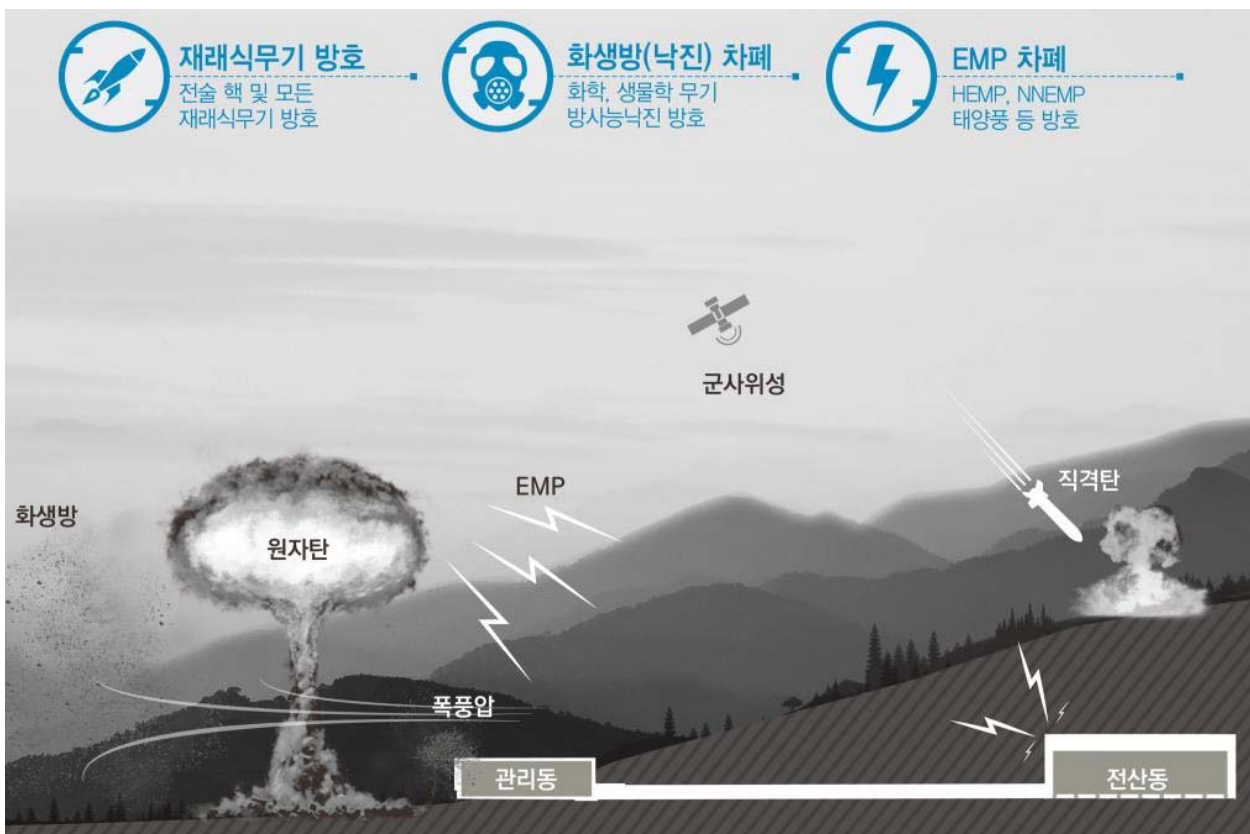 재래식무기 방호
전술 핵 및 모든
재래식무기 방호
화생방(낙진) 차폐
화학, 생물학 무기
방사능낙진 방호
EMP 차폐
HEMP, NNEMP
태양풍 등 방호
군사위성
직격탄
EMP
화생방
원자탄
폭풍압
관리동
전산동